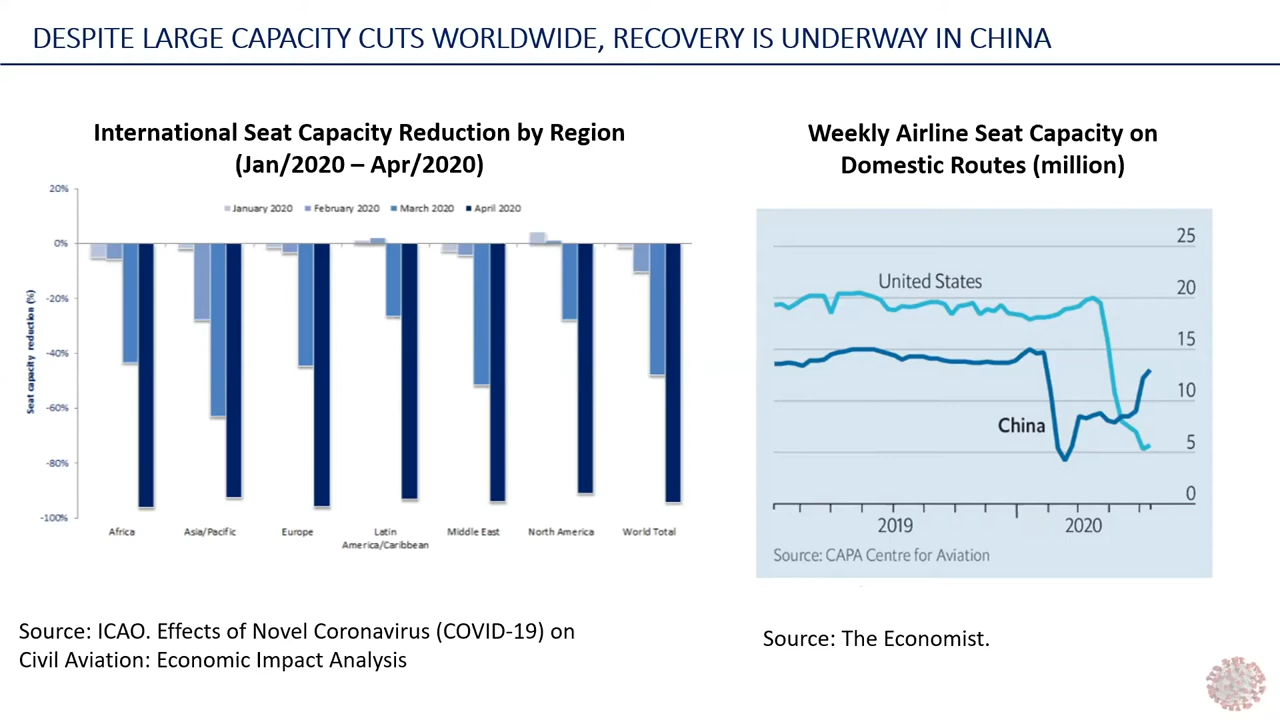 DESPITE LARGE CAPACITY CUTS WORLDWIDE, RECOVERY IS UNDERWAY IN CHINA
International Seat Capacity Reduction by Region
(Jan/2020 – Apr/2020)
20%
January 2020 February 2020 March 2020 April 2020
0%
-20%
-40%
-60%
-80%
-100%
Seat capacity reduction (%)
Africa Asia/Pacific Europe Latin America/Caribbean Middle East North America World Total
Source: ICAO. Effects of Novel Coronavirus (COVID-19) on
Civil Aviation: Economic Impact Analysis
Weekly Airline Seat Capacity on
Domestic Routes (million)
25
United States
20
15
10
China
5
0
2019 2020
Source: CAPA Centre for Aviation
Source: The Economist.